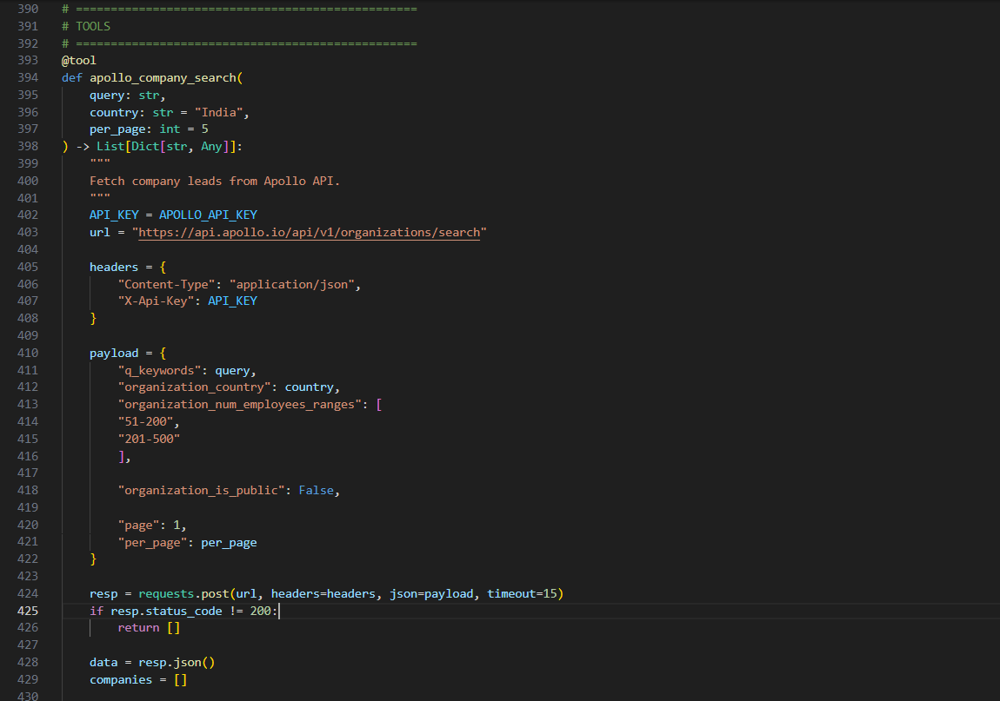 390 # =================================================
391 # TOOLS
392 # =================================================
393 @tool
394 def apollo_company_search(
395     query: str,
396     country: str = "India",
397     per_page: int = 5
398 ) -> List[Dict[str, Any]]:
399     """
400     Fetch company leads from Apollo API.
401     """
402     API_KEY = APOLLO_API_KEY
403     url = "https://api.apollo.io/api/v1/organizations/search"
404
405     headers = {
406         "Content-Type": "application/json",
407         "X-Api-Key": API_KEY
408     }
409
410     payload = {
411         "q_keywords": query,
412         "organization_country": country,
413         "organization_num_employees_ranges": [
414         "51-200",
415         "201-500"
416         ],
417
418         "organization_is_public": False,
419
420         "page": 1,
421         "per_page": per_page
422     }
423
424     resp = requests.post(url, headers=headers, json=payload, timeout=15)
425     if resp.status_code != 200:
426         return []
427
428     data = resp.json()
429     companies = []
430